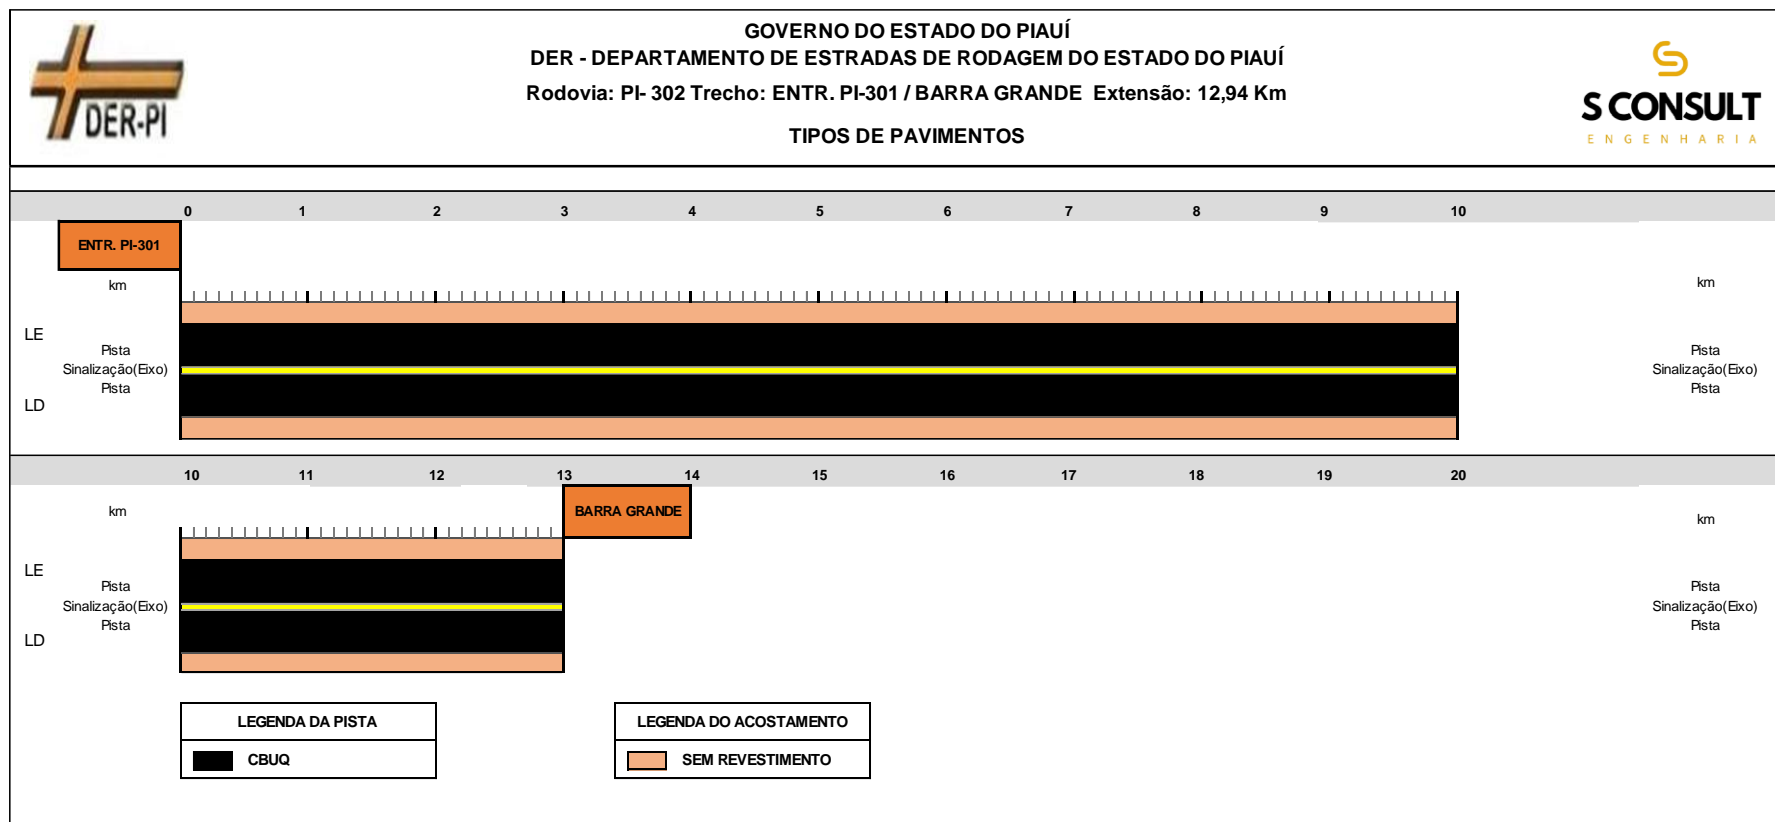 DER-PI
GOVERNO DO ESTADO DO PIAUÍ
DER - DEPARTAMENTO DE ESTRADAS DE RODAGEM DO ESTADO DO PIAUÍ
Rodovia: PI- 302 Trecho: ENTR. PI-301 / BARRA GRANDE Extensão: 12,94 Km
TIPOS DE PAVIMENTOS
S CONSULT
ENGENHARIA
0 1 2 3 4 5 6 7 8 9 10
ENTR. PI-301
km km
LE
Pista Pista
Sinalização(Eixo) Sinalização(Eixo)
Pista Pista
LD
10 11 12 13 14 15 16 17 18 19 20
km BARRA GRANDE km
LE
Pista Pista
Sinalização(Eixo) Sinalização(Eixo)
Pista Pista
LD
LEGENDA DA PISTA LEGENDA DO ACOSTAMENTO
CBUQ SEM REVESTIMENTO